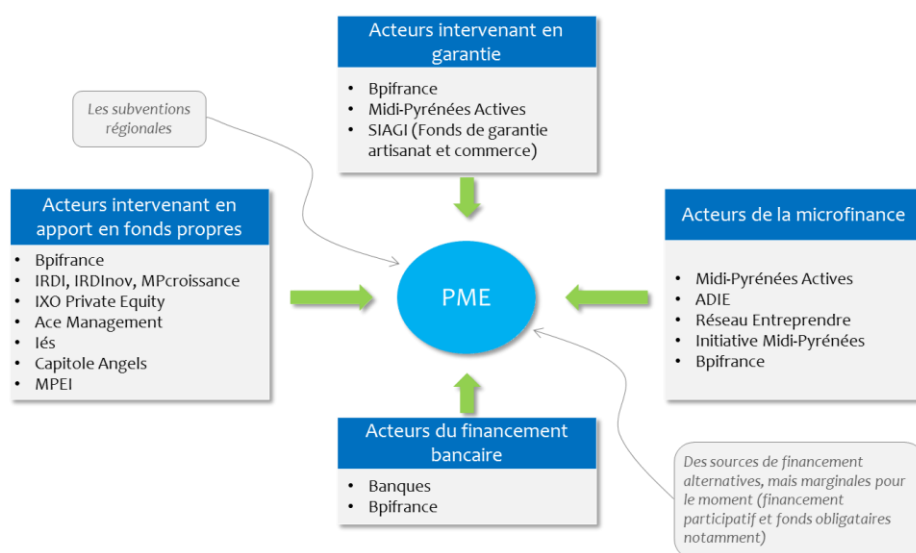 Acteurs intervenant en
garantie
• Bpifrance
• Midi-Pyrénées Actives
• SIAGI (Fonds de garantie
artisanat et commerce)
Les subventions
régionales
Acteurs intervenant en
apport en fonds propres
• Bpifrance
• IRDI, IRDInov, MPcroissance
• IXO Private Equity
• Ace Management
• Iés
• Capitole Angels
• MPEI
PME
Acteurs de la microfinance
• Midi-Pyrénées Actives
• ADIE
• Réseau Entreprendre
• Initiative Midi-Pyrénées
• Bpifrance
Acteurs du financement
bancaire
• Banques
• Bpifrance
Des sources de financement
alternatives, mais marginales pour
le moment (financement
participatif et fonds obligataires
notamment)